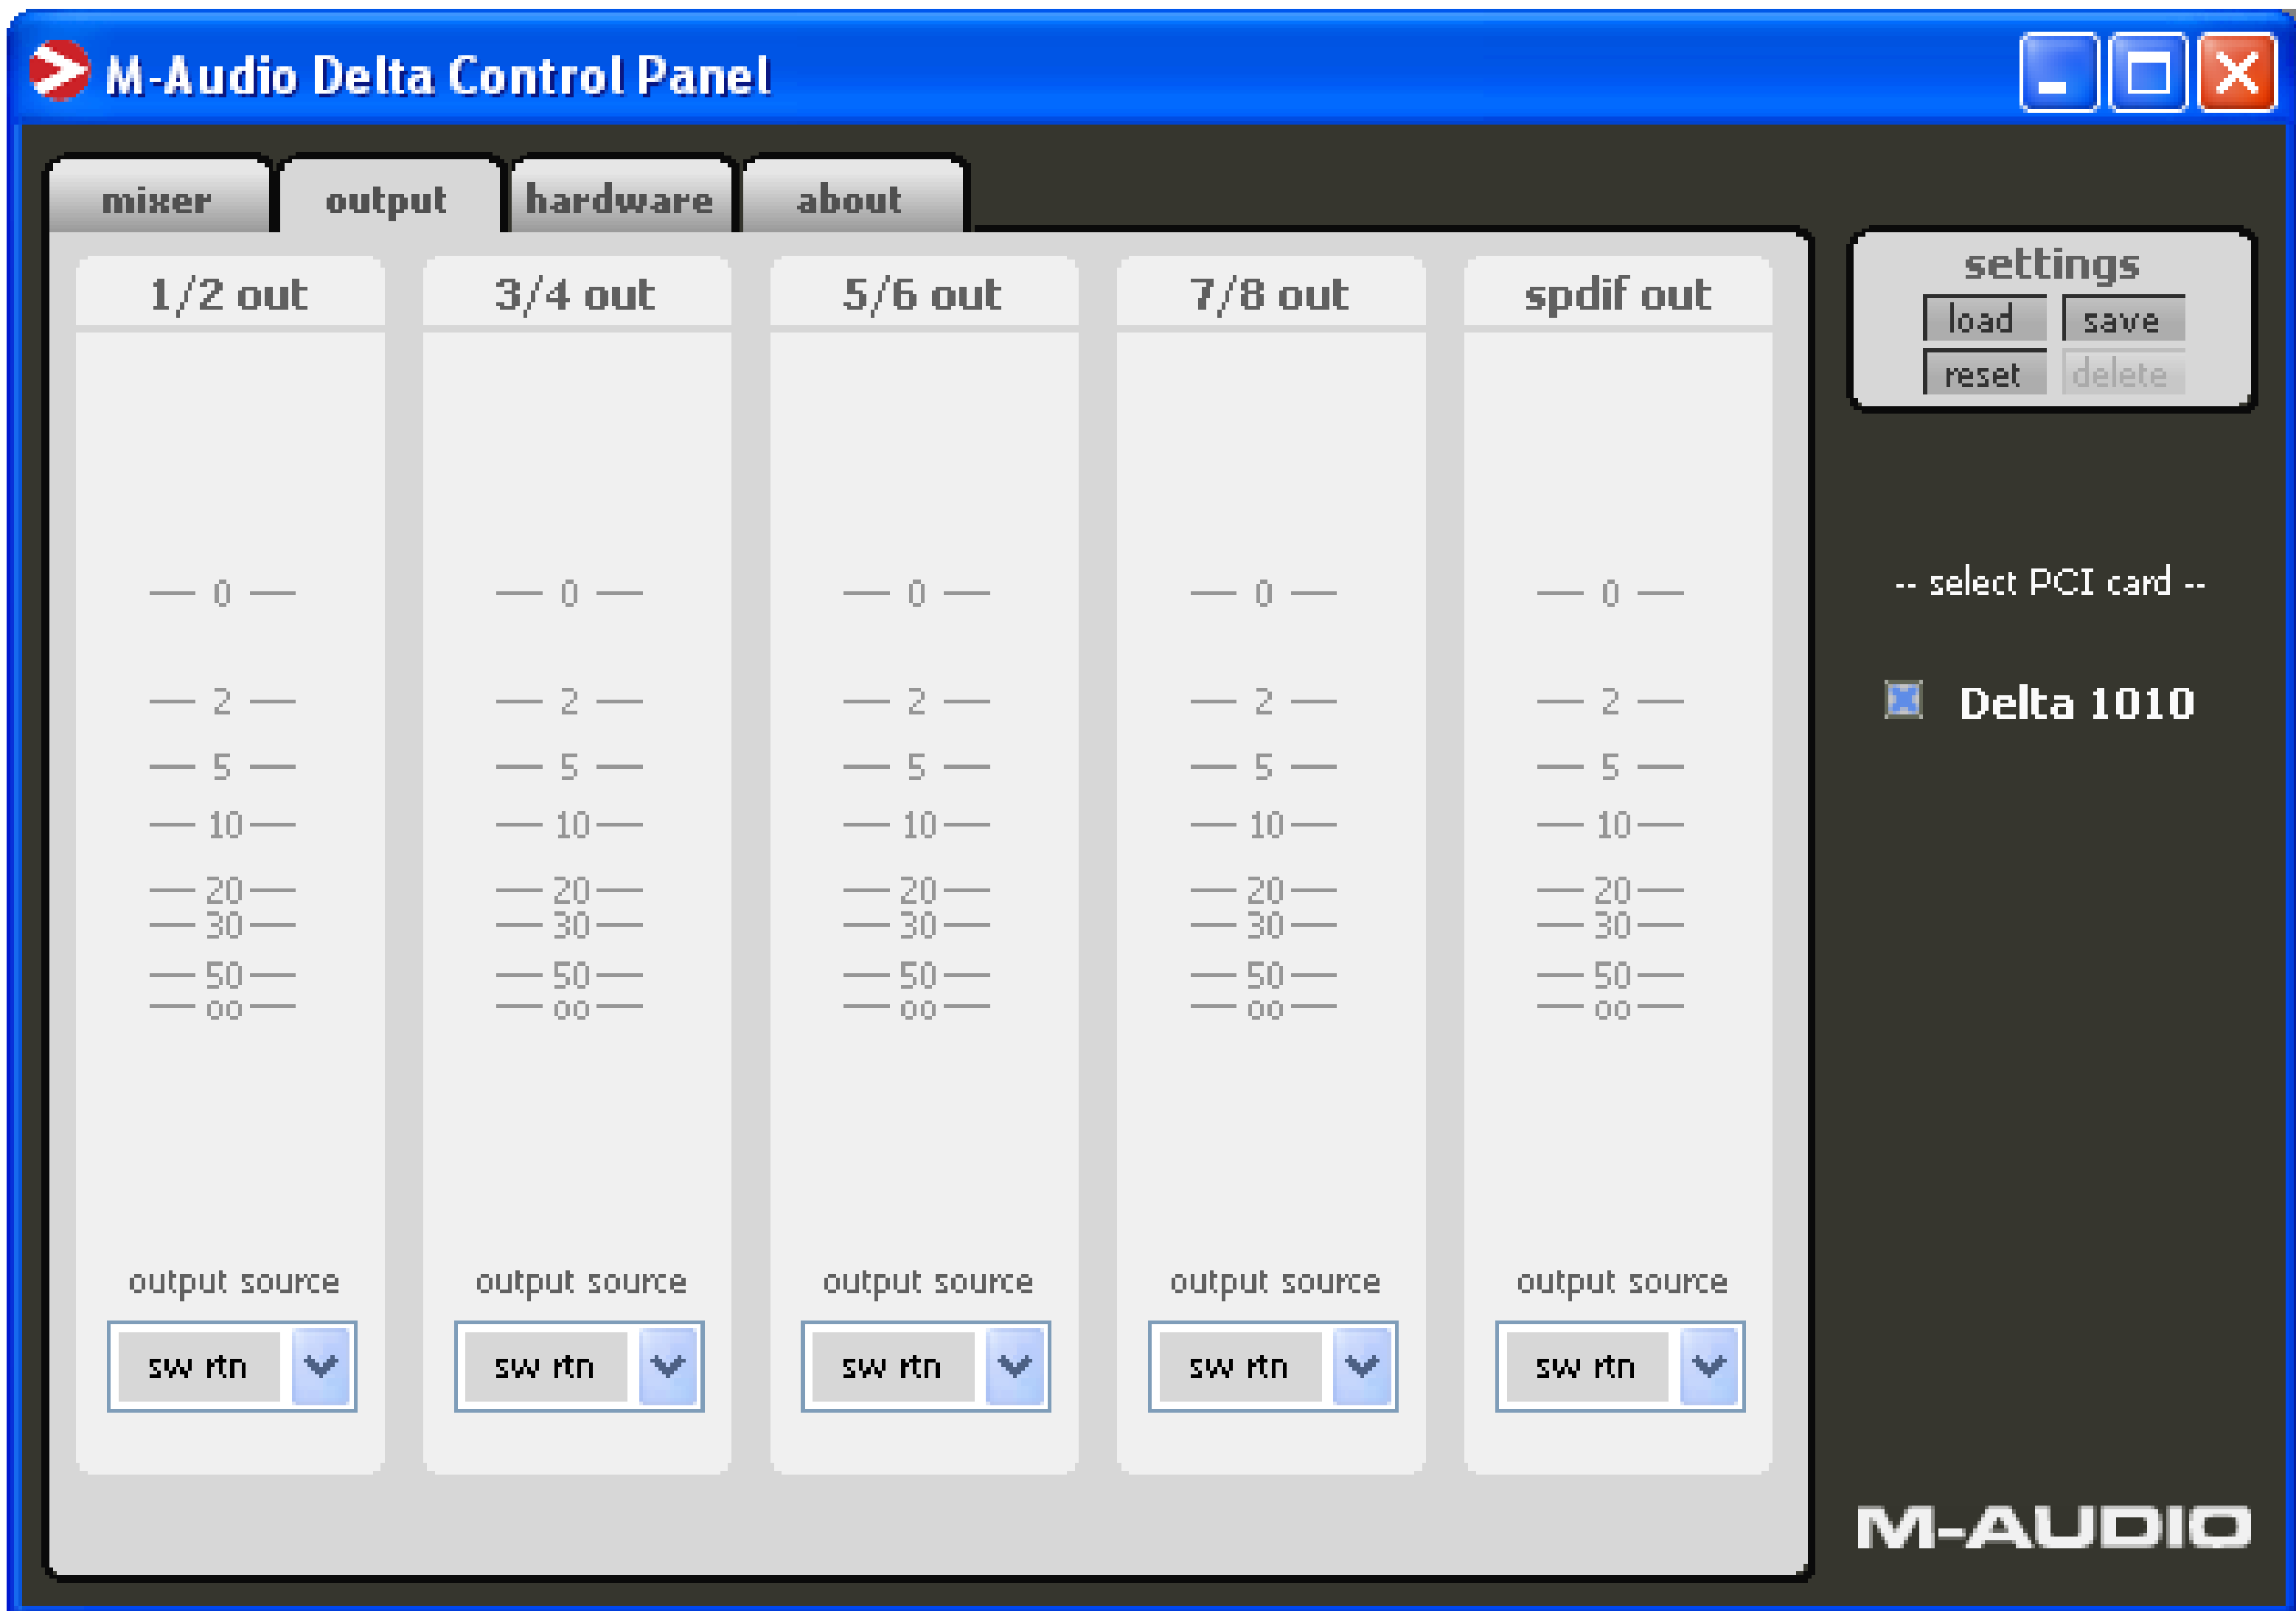 M-Audio Delta Control Panel
mixer output hardware about
1/2 out 3/4 out 5/6 out 7/8 out spdif out
settings
load save
reset delete
-- select PCI card --
0 0 0 0 0
2 2 2 2 2
Delta 1010
5 5 5 5 5
10 10 10 10 10
20 20 20 20 20
30 30 30 30 30
50 50 50 50 50
oo oo oo oo oo
output source output source output source output source output source
sw rtn sw rtn sw rtn sw rtn sw rtn
M-AUDIO